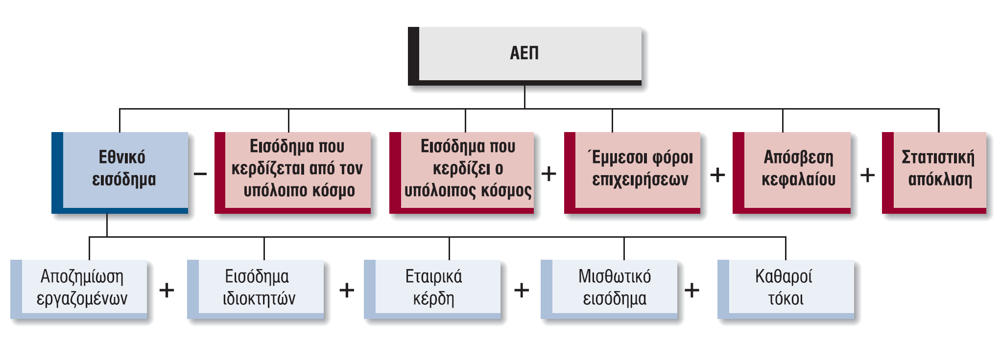 ΑΕΠ
Εθνικό
εισόδημα
–
Εισόδημα που
κερδίζεται από τον
υπόλοιπο κόσμο
Εισόδημα που
κερδίζει ο
υπόλοιπος κόσμος
+
Έμμεσοι φόροι
επιχειρήσεων
+
Απόσβεση
κεφαλαίου
+
Στατιστική
απόκλιση
Αποζημίωση
εργαζομένων
+
Εισόδημα
ιδιοκτητών
+
Εταιρικά
κέρδη
+
Μισθωτικό
εισόδημα
+
Καθαροί
τόκοι